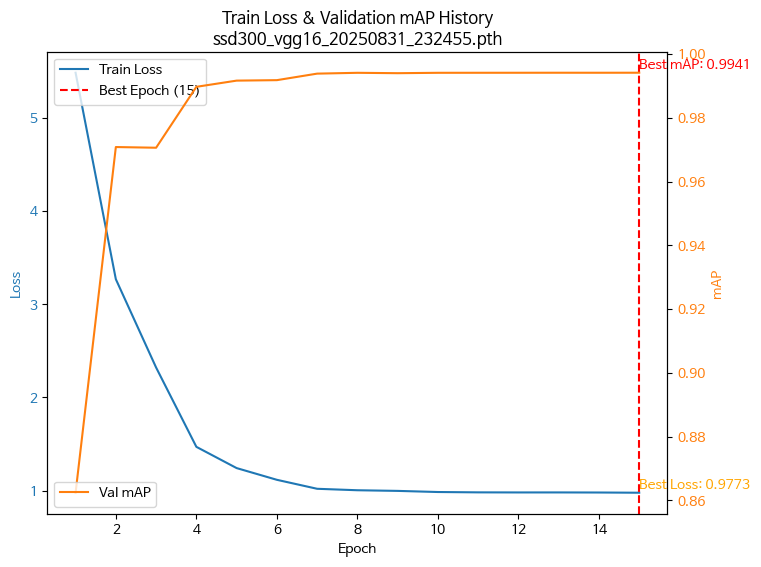 Train Loss & Validation mAP History
ssd300_vgg16_20250831_232455.pth
Train Loss
Best Epoch (15)
Best mAP: 0.9941
Val mAP
Best Loss: 0.9773
Loss
5
4
3
2
1
1.00
0.98
0.96
0.94
0.92
0.90
0.88
0.86
mAP
2 4 6 8 10 12 14
Epoch